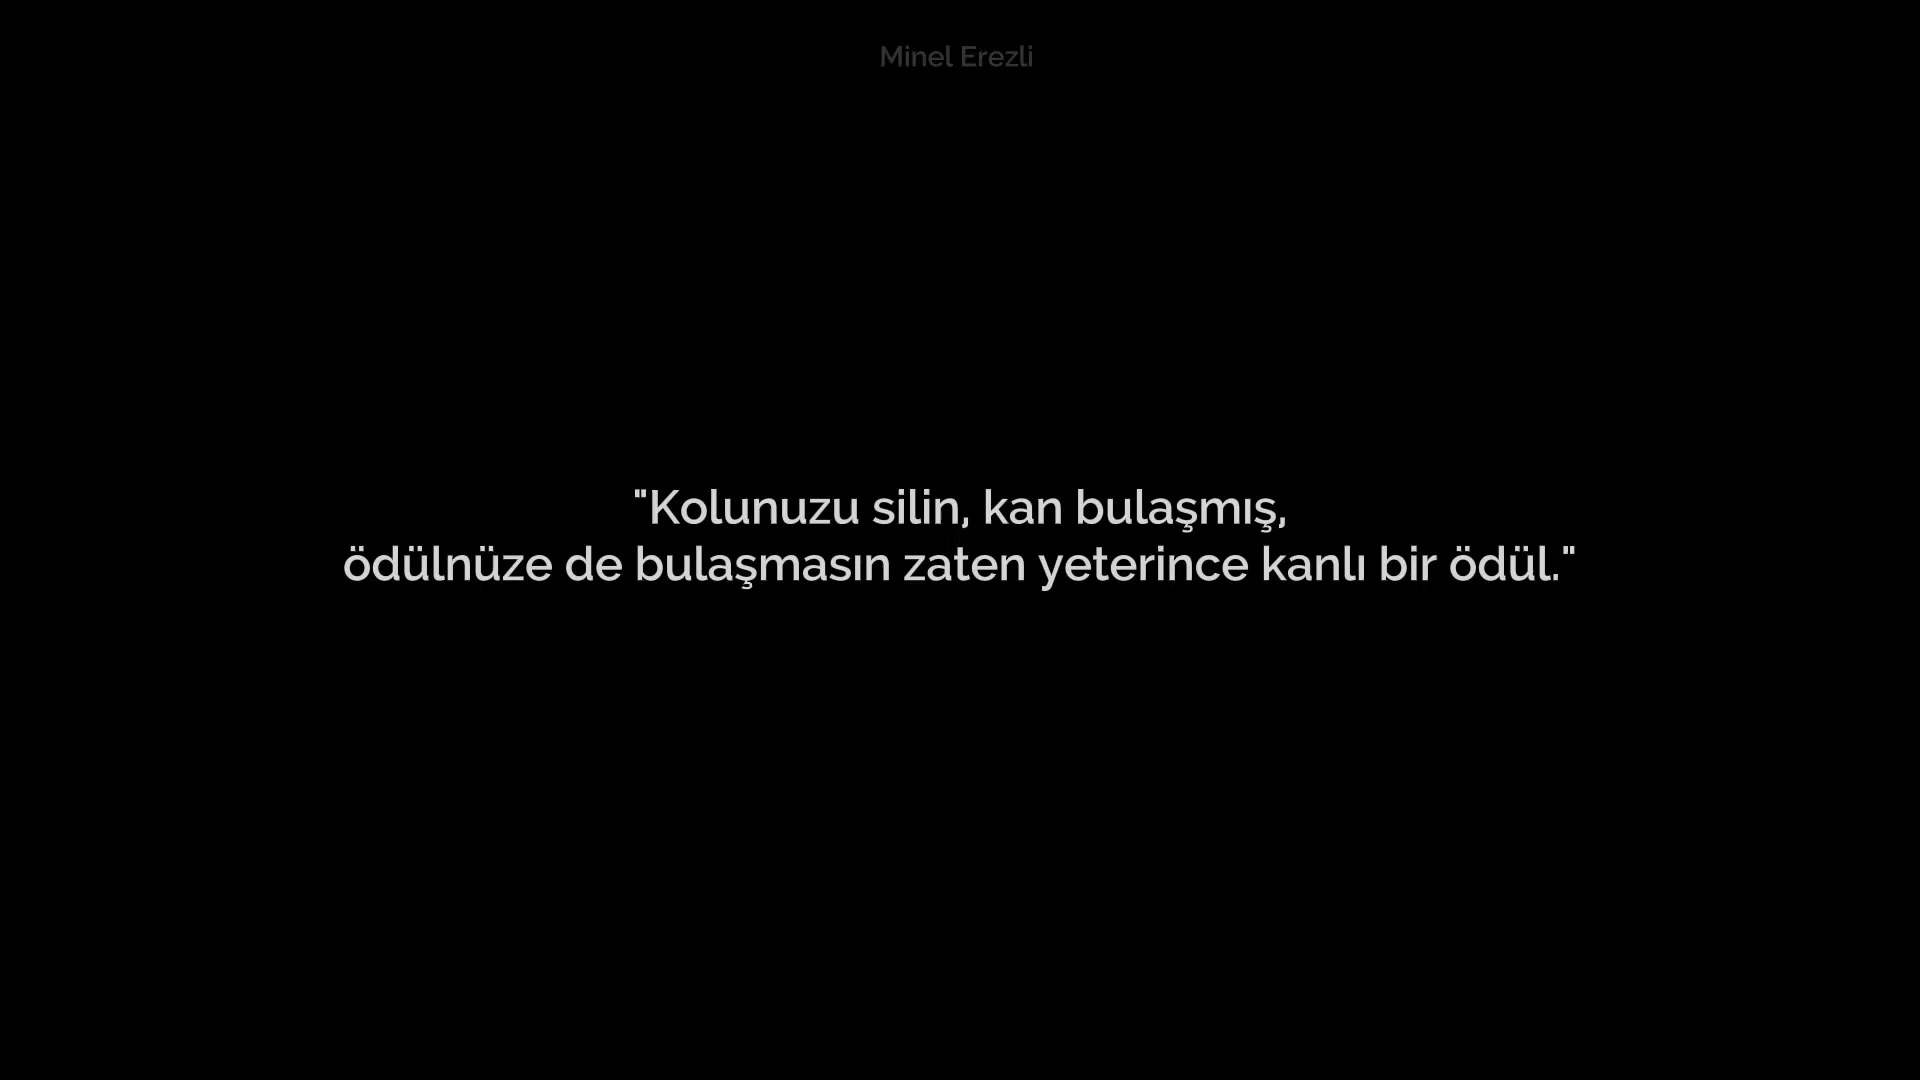 Minel Erezli
"Kolunuzu silin, kan bulaşmış,
ödülnüze de bulaşmasın zaten yeterince kanlı bir ödül."